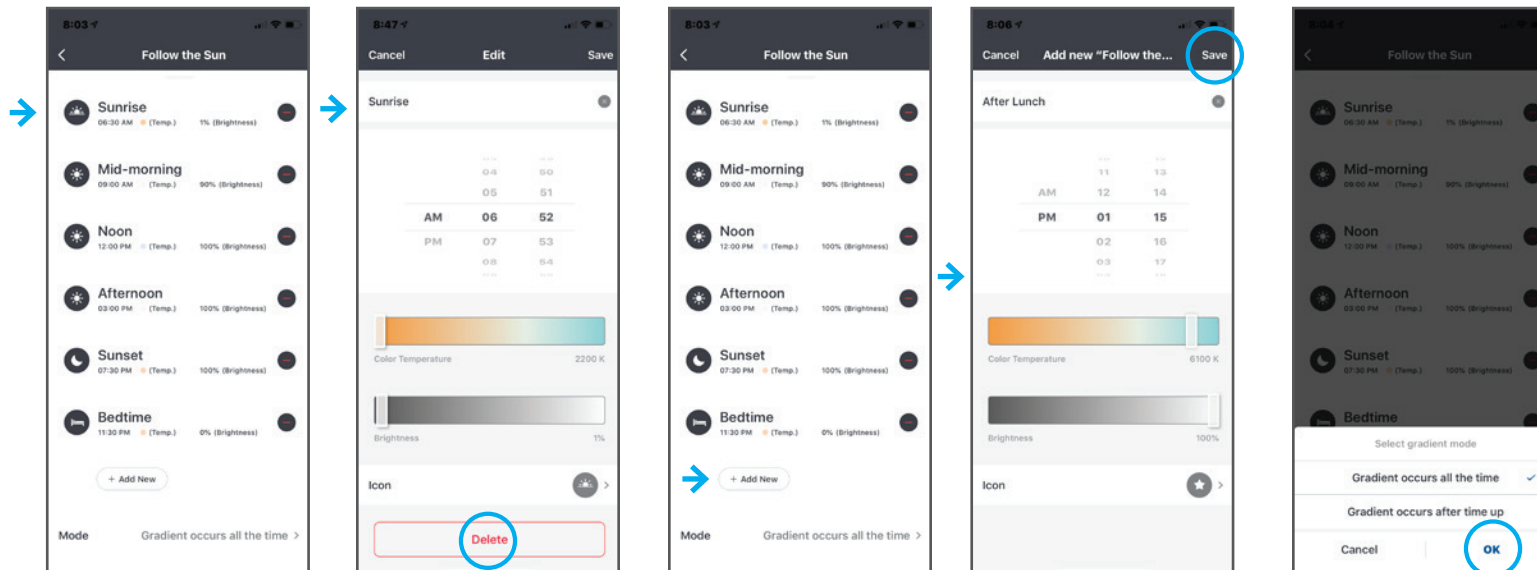 8:03
Follow the Sun
Sunrise
06:30 AM (Temp.) 1% (Brightness)
Mid-morning
09:00 AM (Temp.) 90% (Brightness)
Noon
12:00 PM (Temp.) 100% (Brightness)
Afternoon
03:00 PM (Temp.) 100% (Brightness)
Sunset
07:30 PM (Temp.) 100% (Brightness)
Bedtime
11:30 PM (Temp.) 0% (Brightness)
+ Add New
Mode Gradient occurs all the time >
8:47
Cancel Edit Save
Sunrise
04 50
05 51
AM 06 52
PM 07 53
08 54
Color Temperature 2200 K
Brightness 1%
Icon >
Delete
8:03
Follow the Sun
Sunrise
06:30 AM (Temp.) 1% (Brightness)
Mid-morning
09:00 AM (Temp.) 90% (Brightness)
Noon
12:00 PM (Temp.) 100% (Brightness)
Afternoon
03:00 PM (Temp.) 100% (Brightness)
Sunset
07:30 PM (Temp.) 100% (Brightness)
Bedtime
11:30 PM (Temp.) 0% (Brightness)
+ Add New
Mode Gradient occurs all the time >
8:06
Cancel Add new “Follow the... Save
After Lunch
11 13
AM 12 14
PM 01 15
02 16
03 17
Color Temperature 6100 K
Brightness 100%
Icon >
Follow the Sun
Sunrise
06:30 AM (Temp.) 1% (Brightness)
Mid-morning
09:00 AM (Temp.) 90% (Brightness)
Noon
12:00 PM (Temp.) 100% (Brightness)
Afternoon
03:00 PM (Temp.) 100% (Brightness)
Sunset
07:30 PM (Temp.) 100% (Brightness)
Bedtime
Select gradient mode
Gradient occurs all the time
Gradient occurs after time up
Cancel OK